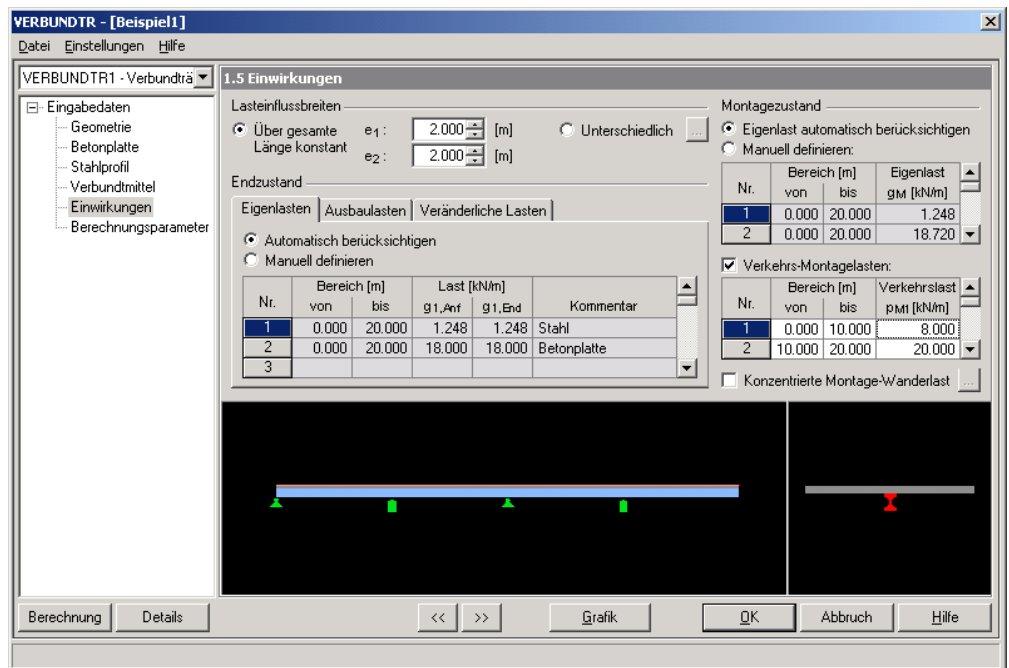 VERBUNDTR - [Beispiel1]
Datei Einstellungen Hilfe
VERBUNDTR1 - Verbundträ
Eingabedaten
Geometrie
Betonplatte
Stahlprofil
Verbundmittel
Einwirkungen
Berechnungsparameter
1.5 Einwirkungen
Lasteinflussbreiten
Über gesamte Länge konstant
e1 : 2.000 [m]
e2 : 2.000 [m]
Unterschiedlich ...
Endzustand
Eigenlasten Ausbaulasten Veränderliche Lasten
Automatisch berücksichtigen
Manuell definieren
Bereich [m] Last [kN/m]
Nr. von bis g1,Anf g1,End Kommentar
1 0.000 20.000 1.248 1.248 Stahl
2 0.000 20.000 18.000 18.000 Betonplatte
3
Montagezustand
Eigenlast automatisch berücksichtigen
Manuell definieren:
Bereich [m] Eigenlast
Nr. von bis gM [kN/m]
1 0.000 20.000 1.248
2 0.000 20.000 18.720
Verkehrs-Montagelasten:
Bereich [m] Verkehrslast
Nr. von bis pM1 [kN/m]
1 0.000 10.000 8.000
2 10.000 20.000 20.000
Konzentrierte Montage-Wanderlast ...
Berechnung Details << >> Grafik OK Abbruch Hilfe